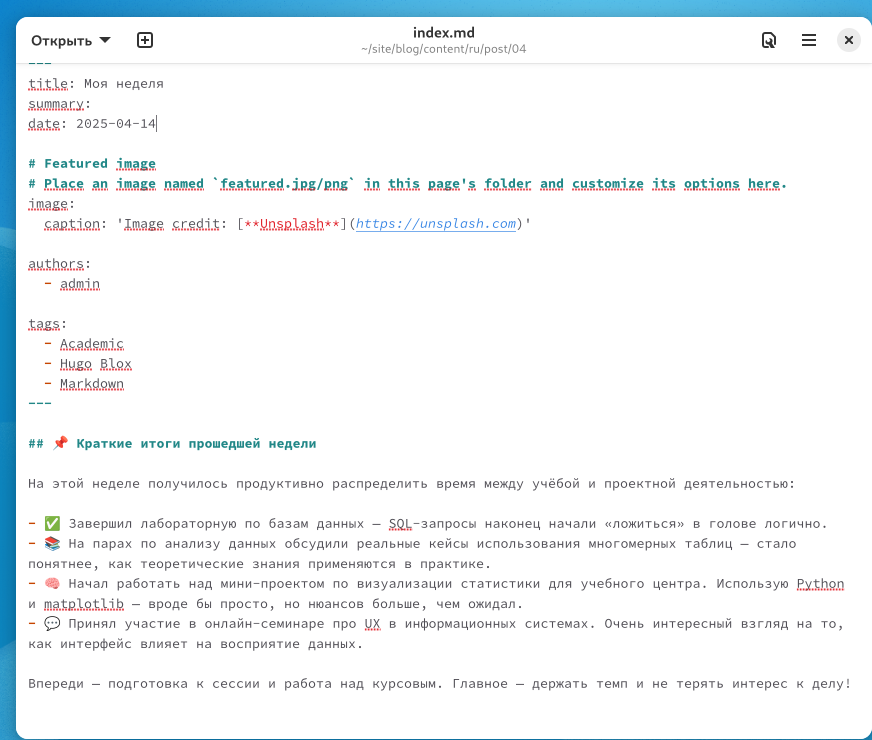 Открыть
index.md
~/site/blog/content/ru/post/04
---
title: Моя неделя
summary:
date: 2025-04-14
# Featured image
# Place an image named `featured.jpg/png` in this page's folder and customize its options here.
image:
  caption: 'Image credit: [**Unsplash**](https://unsplash.com)'
authors:
  - admin
tags:
  - Academic
  - Hugo Blox
  - Markdown
---
## 📌 Краткие итоги прошедшей недели
На этой неделе получилось продуктивно распределить время между учёбой и проектной деятельностью:
- ✅ Завершил лабораторную по базам данных — SQL-запросы наконец начали «ложиться» в голове логично.
- 📚 На парах по анализу данных обсудили реальные кейсы использования многомерных таблиц — стало
понятнее, как теоретические знания применяются в практике.
- 🧠 Начал работать над мини-проектом по визуализации статистики для учебного центра. Использую Python
и matplotlib — вроде бы просто, но нюансов больше, чем ожидал.
- 💬 Принял участие в онлайн-семинаре про UX в информационных системах. Очень интересный взгляд на то,
как интерфейс влияет на восприятие данных.
Впереди — подготовка к сессии и работа над курсовым. Главное — держать темп и не терять интерес к делу!